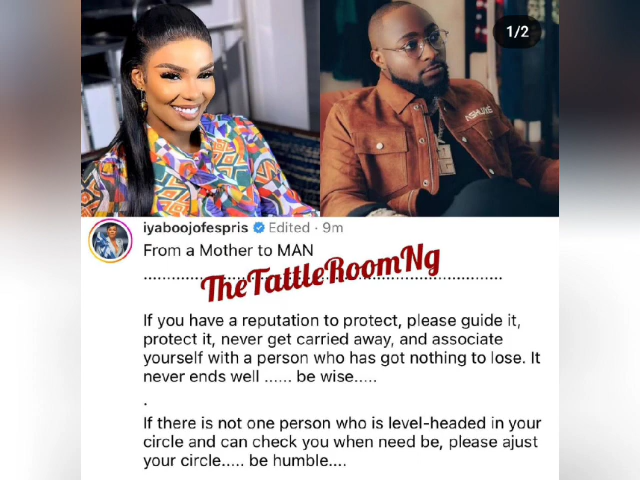 1/2
iyaboojofespris Edited · 9m
From a Mother to MAN
................................................................................
TheTattleRoomNg
If you have a reputation to protect, please guide it,
protect it, never get carried away, and associate
yourself with a person who has got nothing to lose. It
never ends well ...... be wise.....
.
If there is not one person who is level-headed in your
circle and can check you when need be, please ajust
your circle..... be humble....